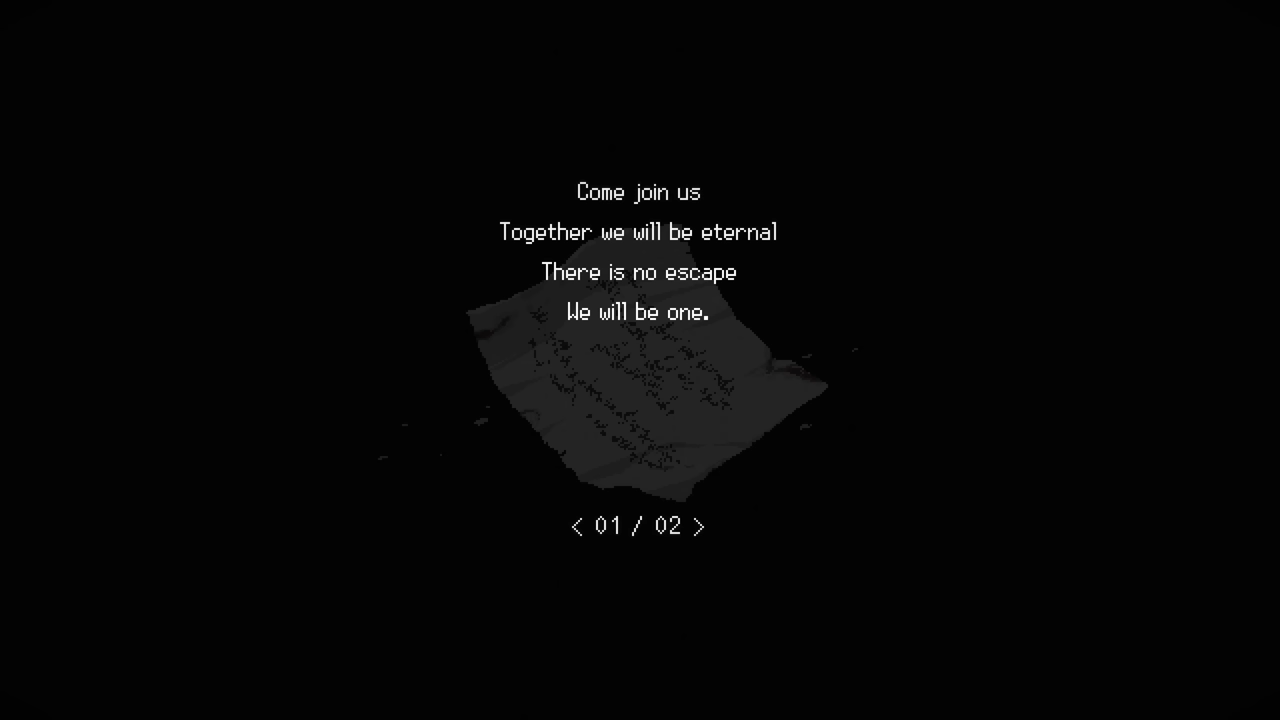 Come join us
Together we will be eternal
There is no escape
We will be one.
< 01 / 02 >